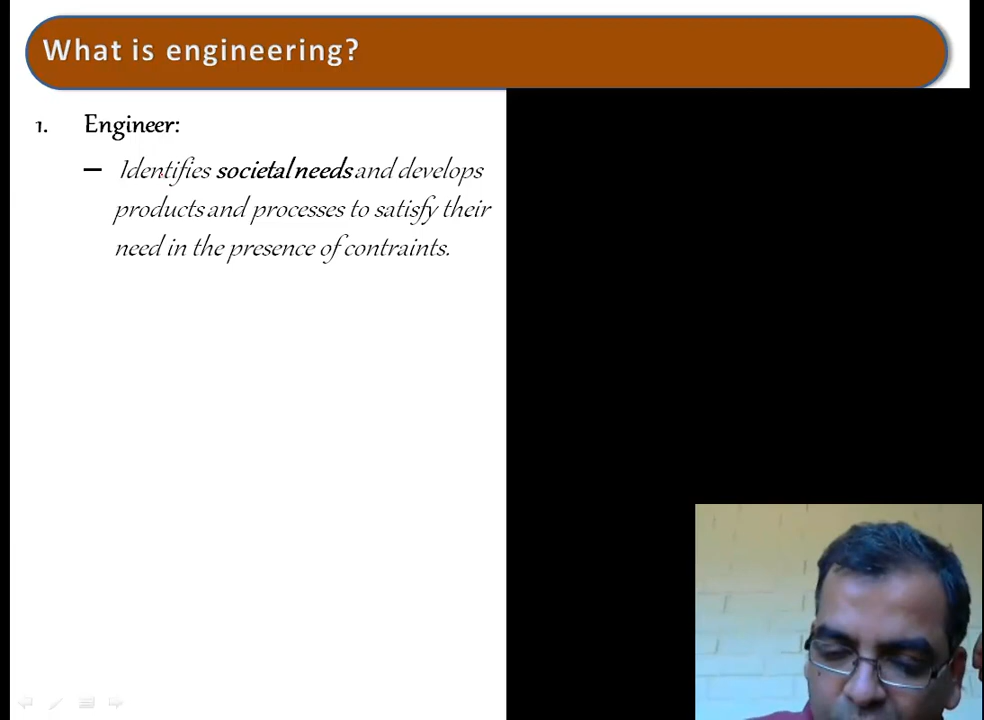 What is engineering?
1. Engineer:
– Identifies societal needs and develops
products and processes to satisfy their
need in the presence of contraints.